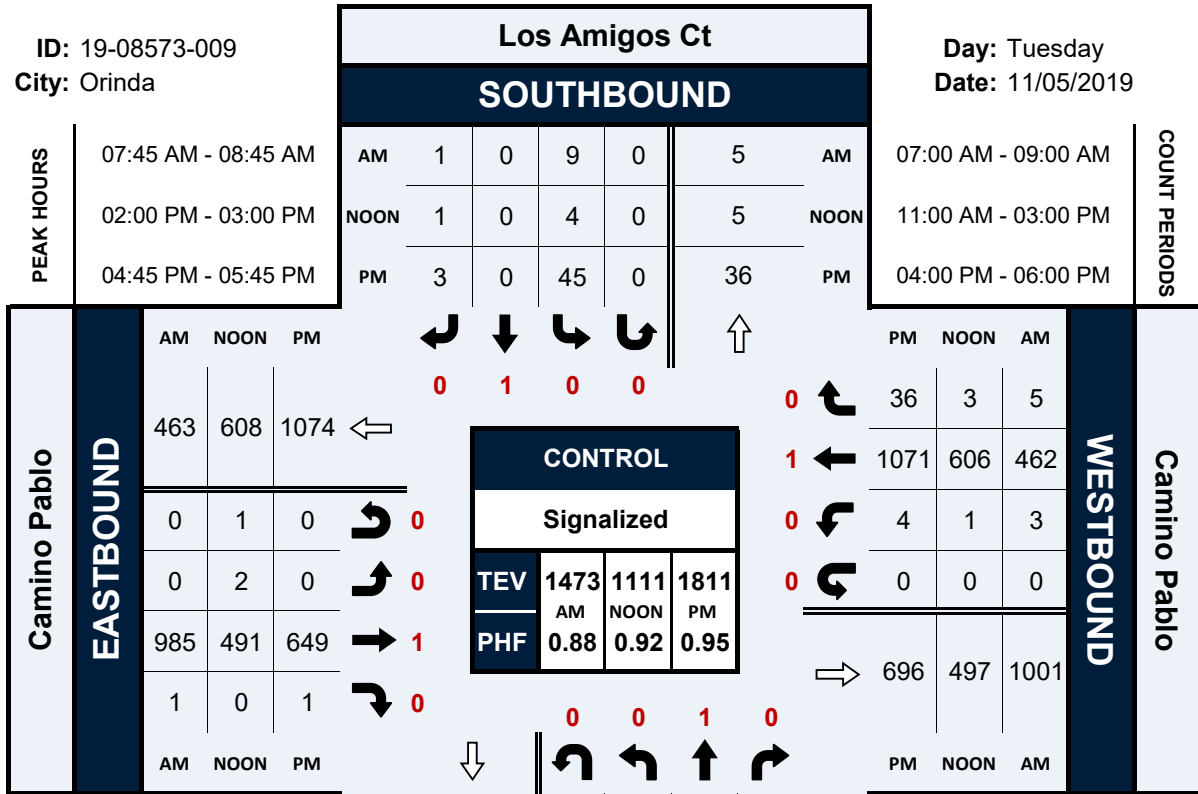 ID: 19-08573-009
City: Orinda
Los Amigos Ct
SOUTHBOUND
Day: Tuesday
Date: 11/05/2019
PEAK HOURS
07:45 AM - 08:45 AM
02:00 PM - 03:00 PM
04:45 PM - 05:45 PM
AM 1 0 9 0 5 AM
NOON 1 0 4 0 5 NOON
PM 3 0 45 0 36 PM
07:00 AM - 09:00 AM
11:00 AM - 03:00 PM
04:00 PM - 06:00 PM
COUNT PERIODS
0 1 0 0
Camino Pablo
EASTBOUND
AM NOON PM
463 608 1074
0 1 0 0
0 2 0 0
985 491 649 1
1 0 1 0
AM NOON PM
CONTROL
Signalized
TEV 1473 1111 1811
AM NOON PM
PHF 0.88 0.92 0.95
PM NOON AM
0 36 3 5
1 1071 606 462
0 4 1 3
0 0 0 0
696 497 1001
PM NOON AM
WESTBOUND
Camino Pablo
0 0 1 0